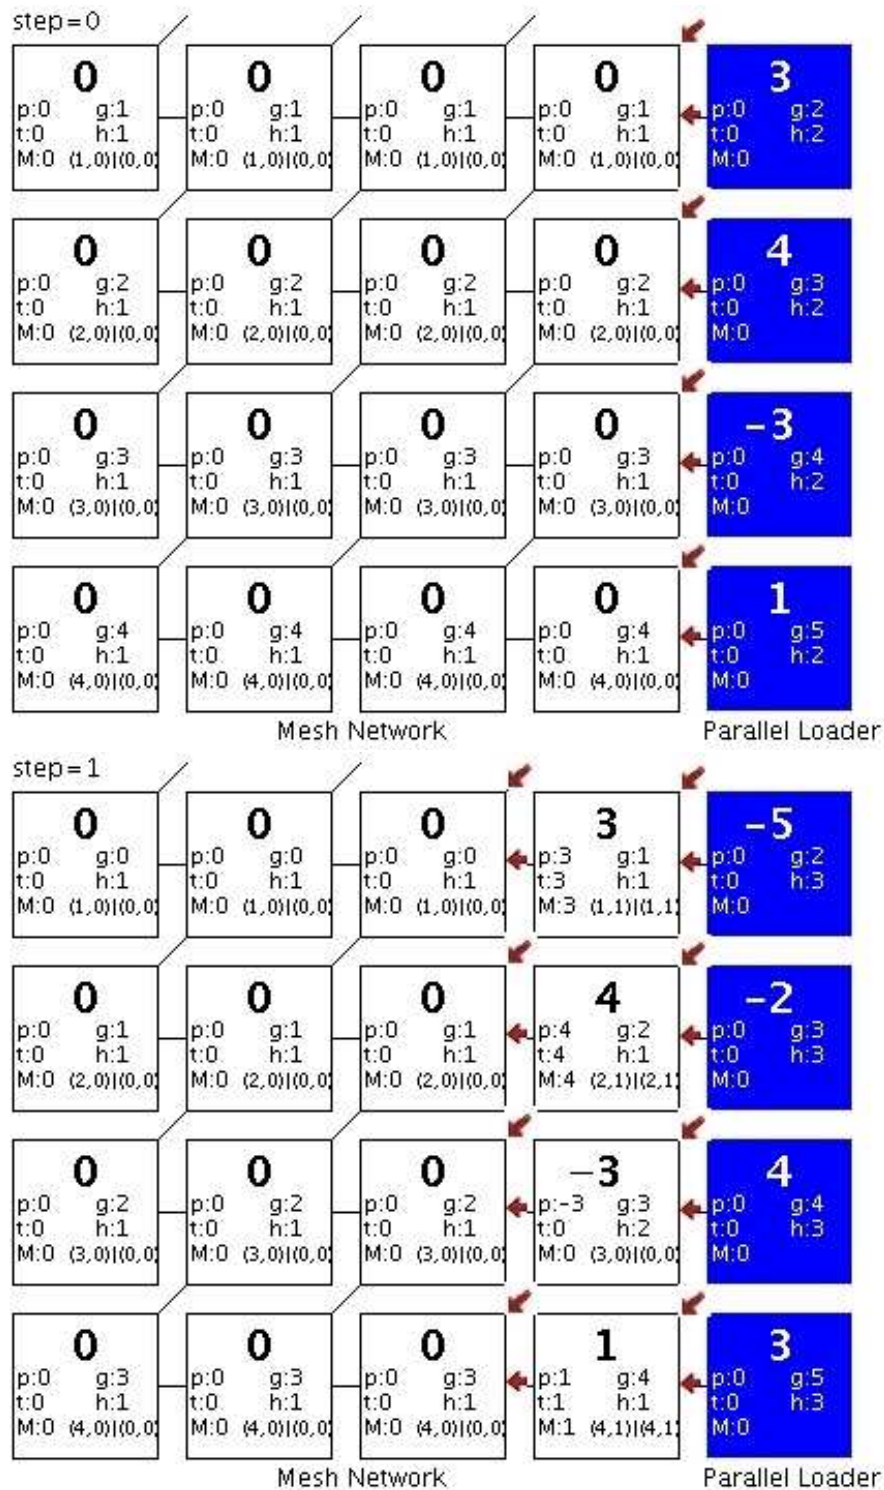 step=0
0 0 0 0 3
p:0 g:1 p:0 g:1 p:0 g:1 p:0 g:1 p:0 g:2
t:0 h:1 t:0 h:1 t:0 h:1 t:0 h:1 t:0 h:2
M:0 (1,0)|(0,0) M:0 (1,0)|(0,0) M:0 (1,0)|(0,0) M:0 (1,0)|(0,0) M:0
0 0 0 0 4
p:0 g:2 p:0 g:2 p:0 g:2 p:0 g:2 p:0 g:3
t:0 h:1 t:0 h:1 t:0 h:1 t:0 h:1 t:0 h:2
M:0 (2,0)|(0,0) M:0 (2,0)|(0,0) M:0 (2,0)|(0,0) M:0 (2,0)|(0,0) M:0
0 0 0 0 -3
p:0 g:3 p:0 g:3 p:0 g:3 p:0 g:3 p:0 g:4
t:0 h:1 t:0 h:1 t:0 h:1 t:0 h:1 t:0 h:2
M:0 (3,0)|(0,0) M:0 (3,0)|(0,0) M:0 (3,0)|(0,0) M:0 (3,0)|(0,0) M:0
0 0 0 0 1
p:0 g:4 p:0 g:4 p:0 g:4 p:0 g:4 p:0 g:5
t:0 h:1 t:0 h:1 t:0 h:1 t:0 h:1 t:0 h:2
M:0 (4,0)|(0,0) M:0 (4,0)|(0,0) M:0 (4,0)|(0,0) M:0 (4,0)|(0,0) M:0
Mesh Network Parallel Loader
step=1
0 0 0 3 -5
p:0 g:0 p:0 g:0 p:0 g:0 p:3 g:1 p:0 g:2
t:0 h:1 t:0 h:1 t:0 h:1 t:3 h:1 t:0 h:3
M:0 (1,0)|(0,0) M:0 (1,0)|(0,0) M:0 (1,0)|(0,0) M:3 (1,1)|(1,1) M:0
0 0 0 4 -2
p:0 g:1 p:0 g:1 p:0 g:1 p:4 g:2 p:0 g:3
t:0 h:1 t:0 h:1 t:0 h:1 t:4 h:1 t:0 h:3
M:0 (2,0)|(0,0) M:0 (2,0)|(0,0) M:0 (2,0)|(0,0) M:4 (2,1)|(2,1) M:0
0 0 0 -3 4
p:0 g:2 p:0 g:2 p:0 g:2 p:-3 g:3 p:0 g:4
t:0 h:1 t:0 h:1 t:0 h:1 t:0 h:2 t:0 h:3
M:0 (3,0)|(0,0) M:0 (3,0)|(0,0) M:0 (3,0)|(0,0) M:0 (3,0)|(0,0) M:0
0 0 0 1 3
p:0 g:3 p:0 g:3 p:0 g:3 p:1 g:4 p:0 g:5
t:0 h:1 t:0 h:1 t:0 h:1 t:1 h:1 t:0 h:3
M:0 (4,0)|(0,0) M:0 (4,0)|(0,0) M:0 (4,0)|(0,0) M:1 (4,1)|(4,1) M:0
Mesh Network Parallel Loader